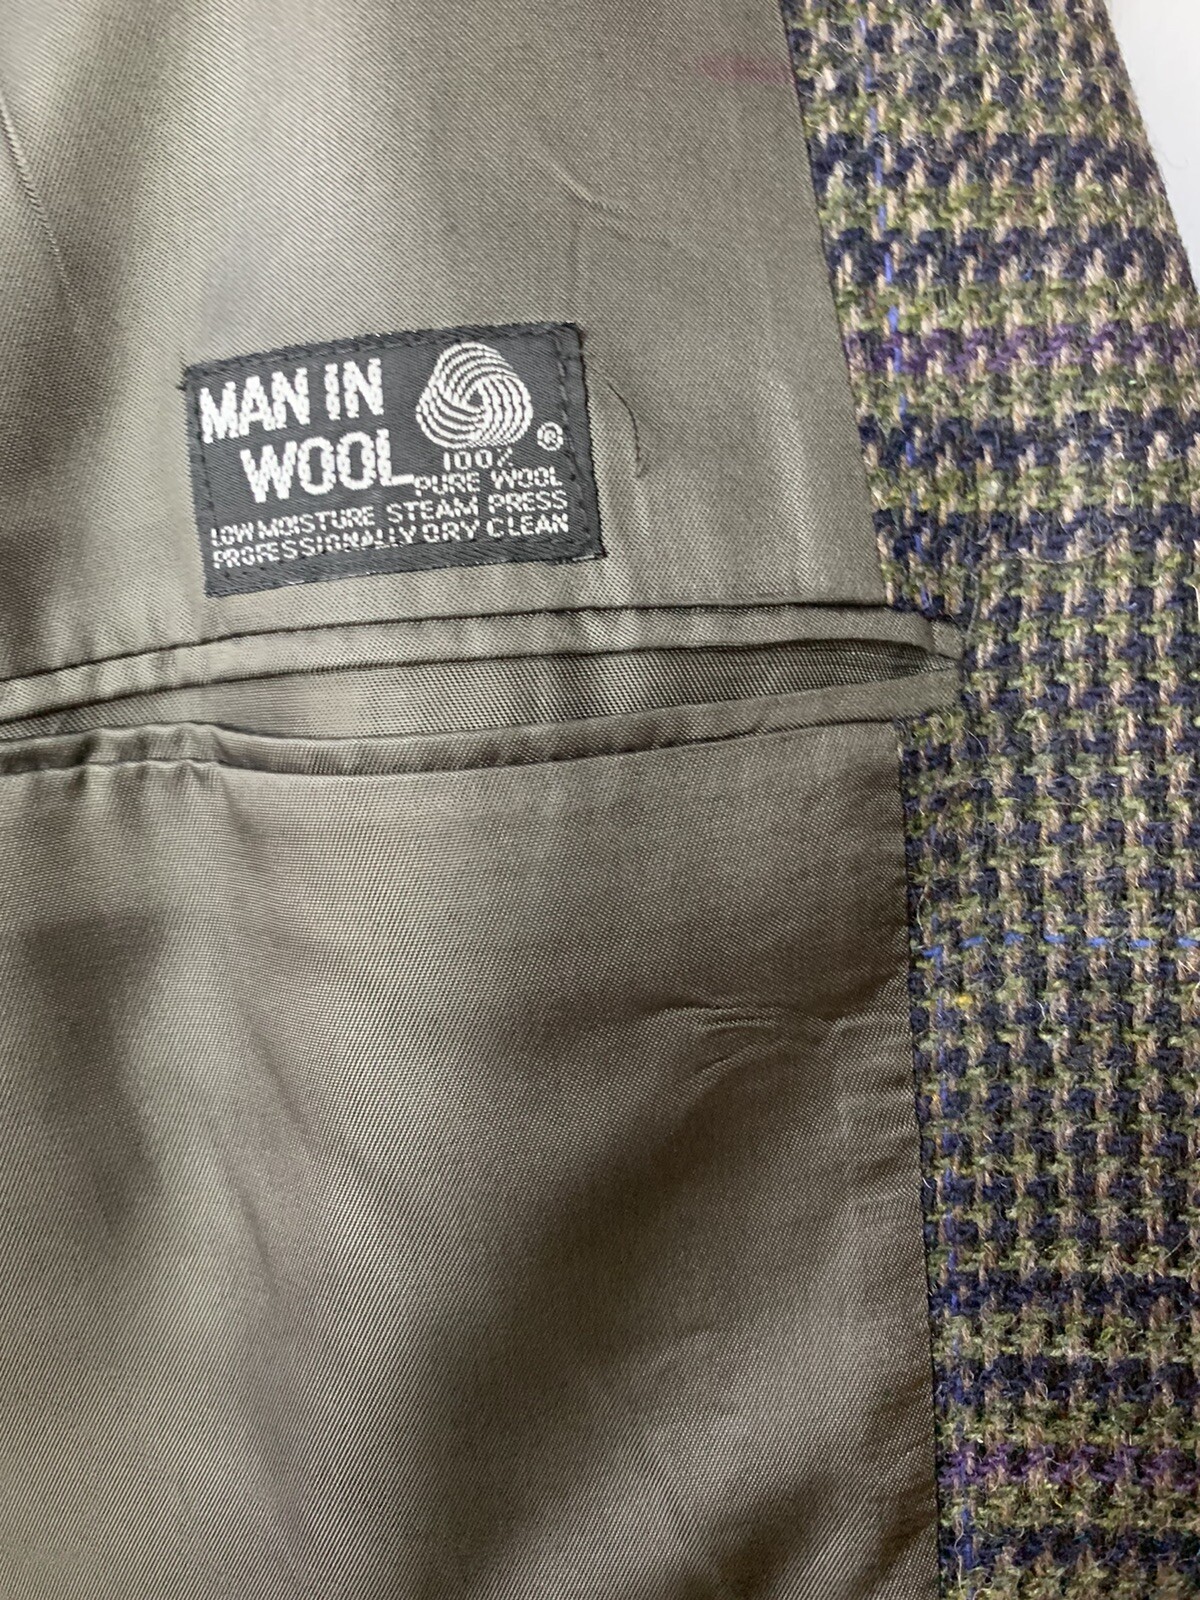 MAN IN
WOOL
®
100%
PURE WOOL
LOW MOISTURE STEAM PRESS
PROFESSIONALLY DRY CLEAN